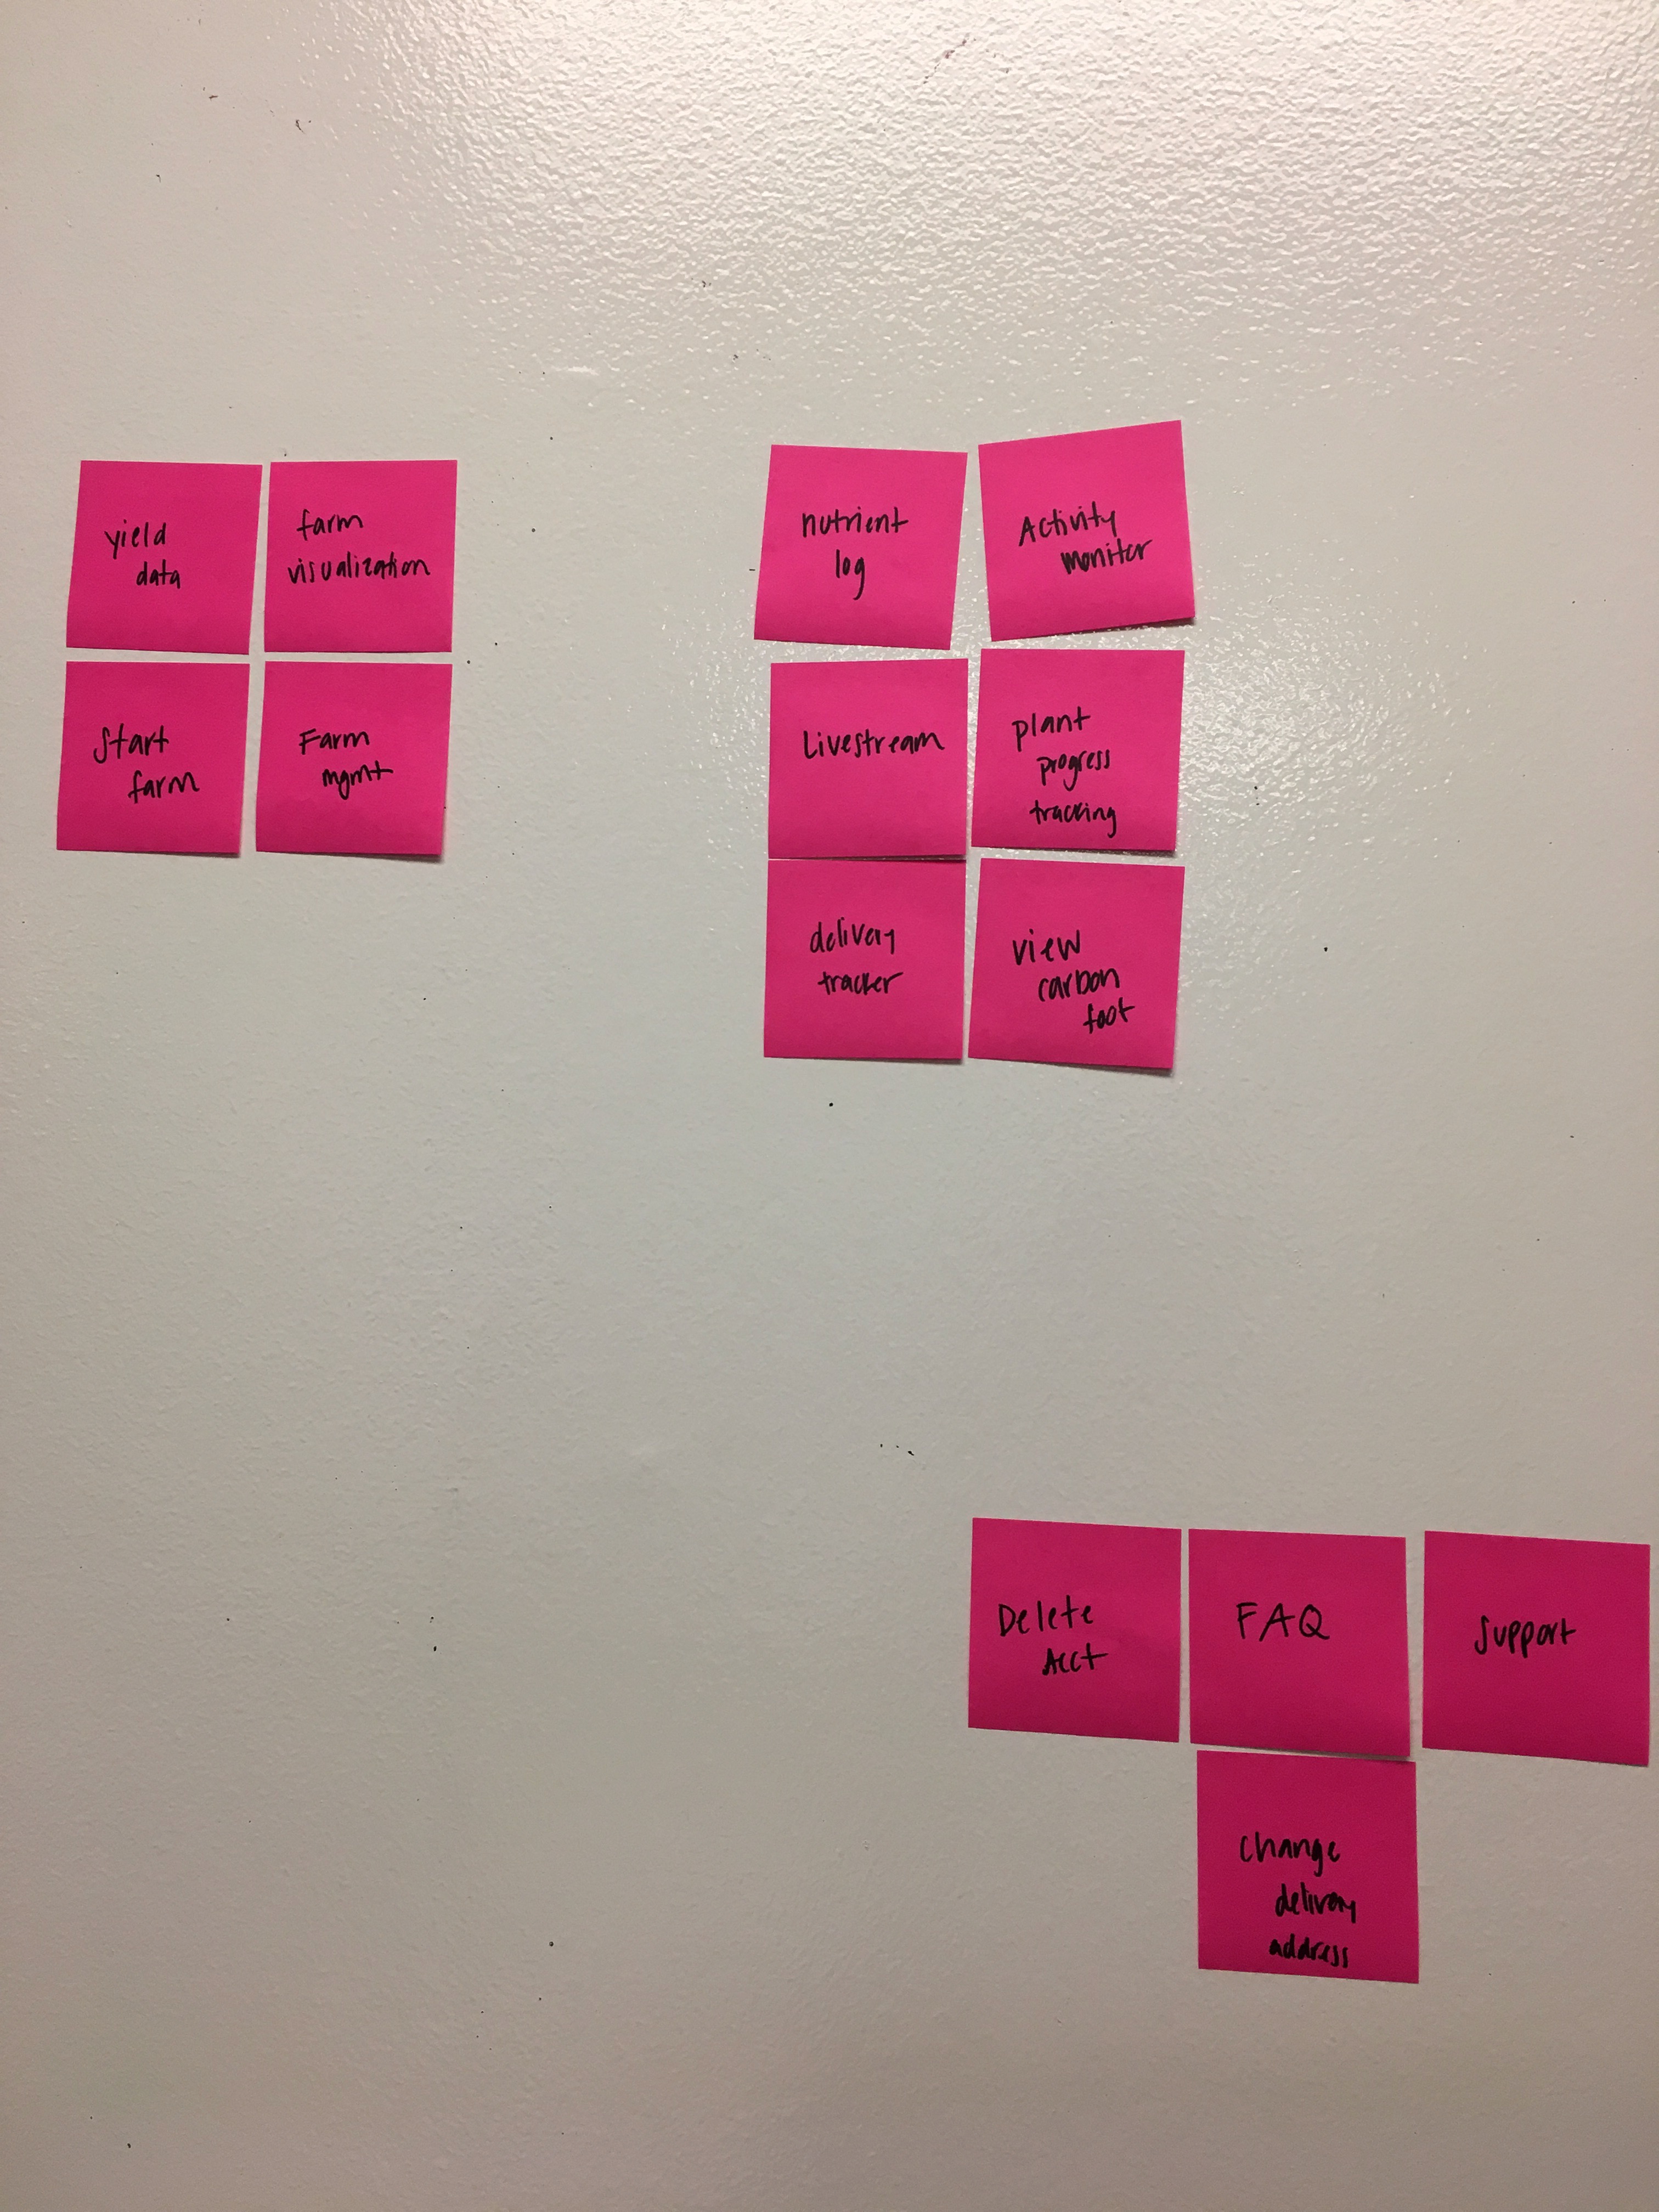 yield
data
farm
visualization
Start
farm
Farm
mgmt
nutrient
log
Activity
monitor
Livestream
plant
progress
tracking
delivery
tracker
view
carbon
foot
Delete
Acct
FAQ
Support
change
delivery
address